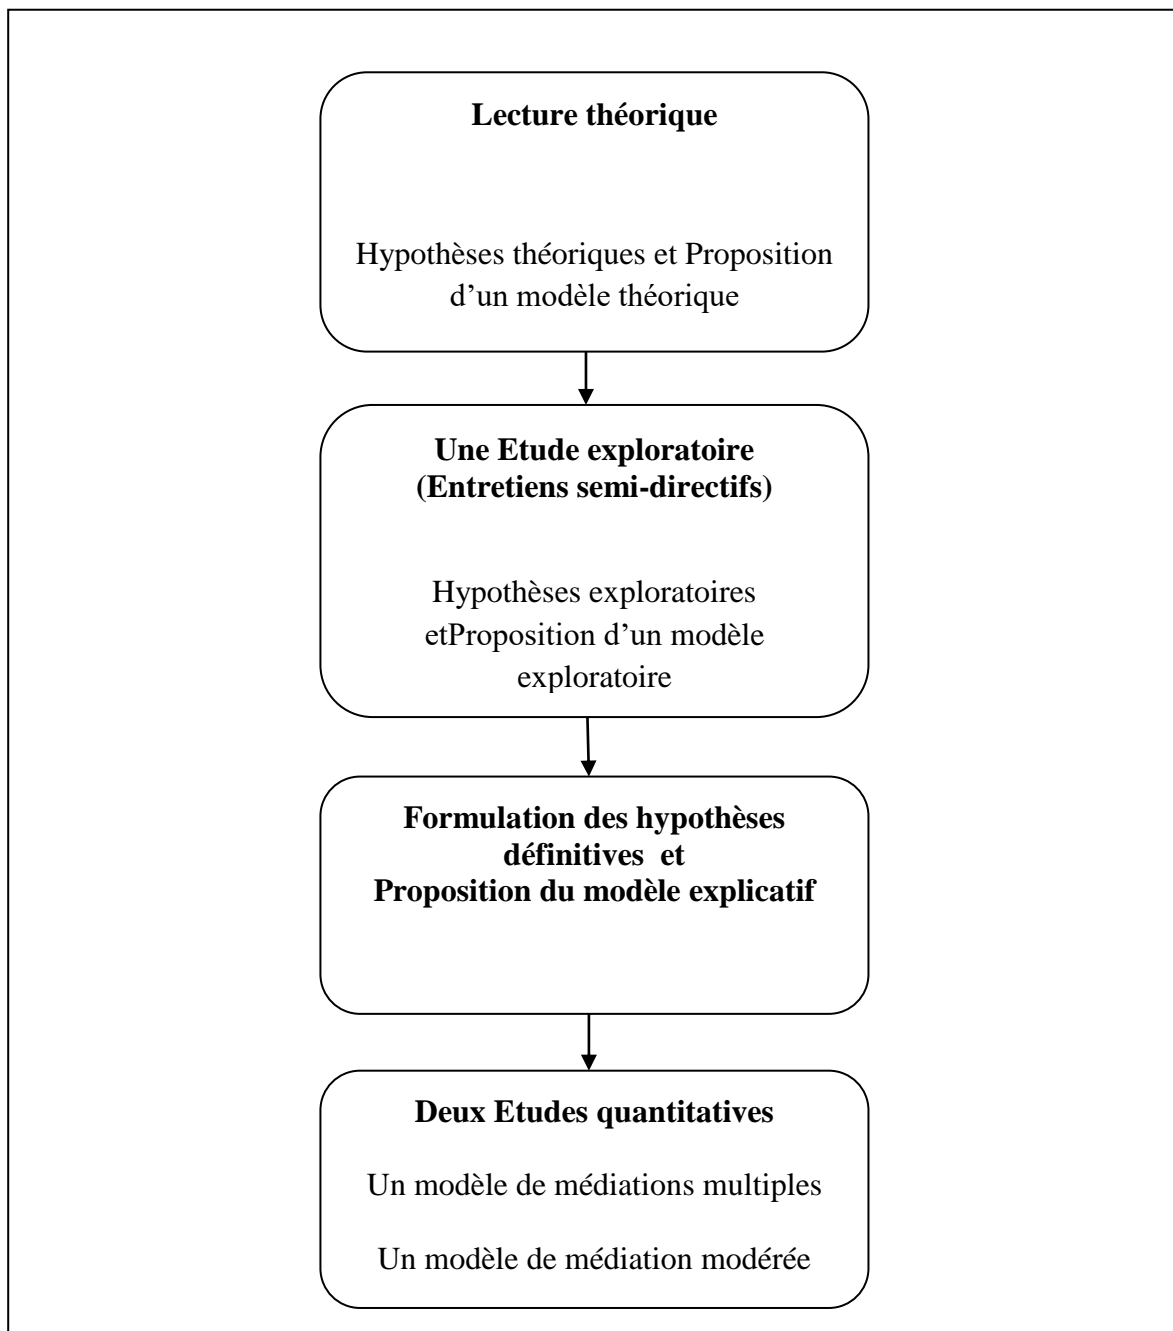 Lecture théorique
Hypothèses théoriques et Proposition
d’un modèle théorique
Une Etude exploratoire
(Entretiens semi-directifs)
Hypothèses exploratoires
etProposition d’un modèle
exploratoire
Formulation des hypothèses
définitives et
Proposition du modèle explicatif
Deux Etudes quantitatives
Un modèle de médiations multiples
Un modèle de médiation modérée